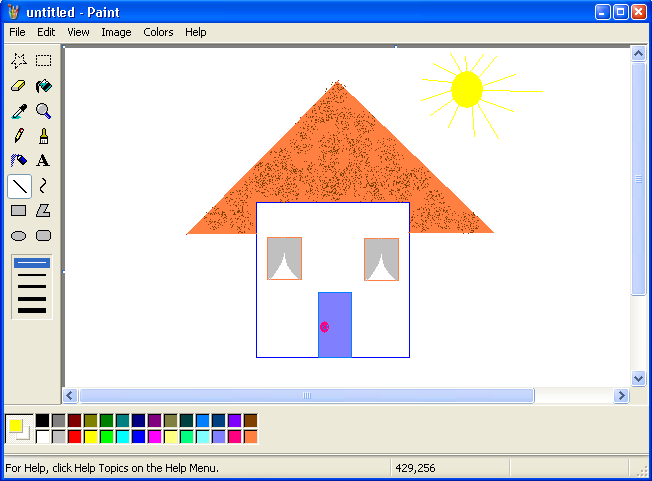 untitled - Paint
File Edit View Image Colors Help
A
For Help, click Help Topics on the Help Menu.
429,256